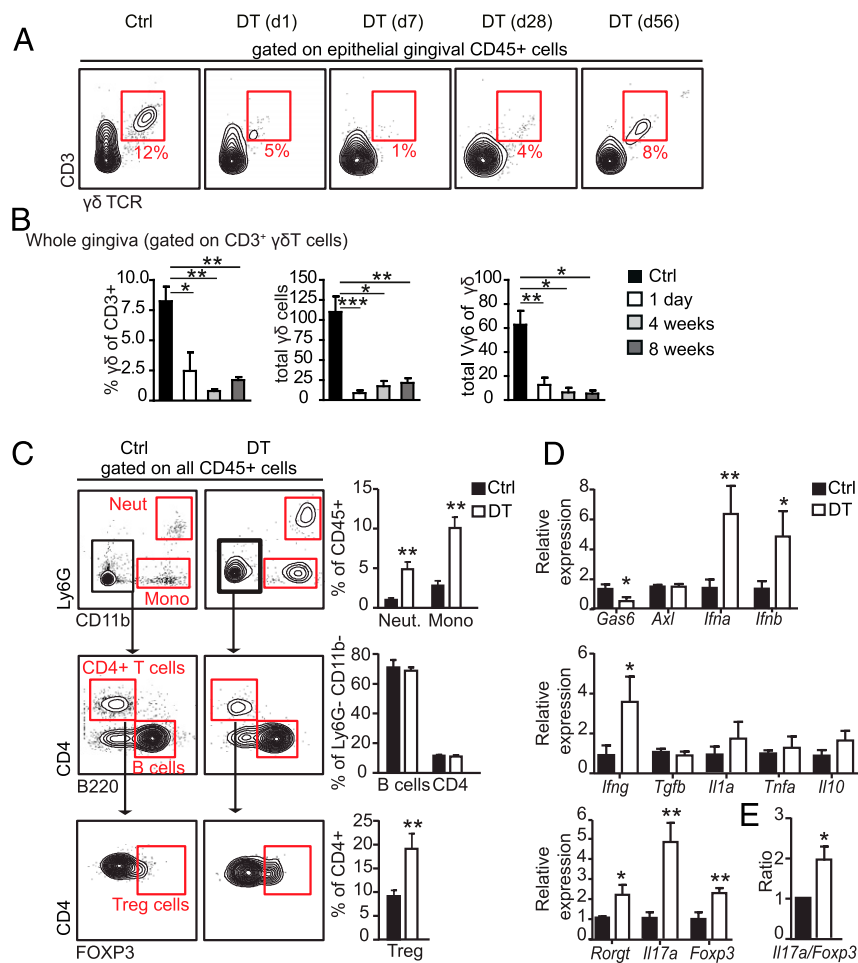 A
Ctrl DT (d1) DT (d7) DT (d28) DT (d56)
gated on epithelial gingival CD45+ cells
CD3
12% 5% 1% 4% 8%
γδ TCR
B
Whole gingiva (gated on CD3⁺ γδT cells)
% γδ of CD3+
10.0
7.5
5.0
2.5
0
**
**
*
total γδ cells
150
125
100
75
50
25
0
**
*
***
total Vγ6 of γδ
100
80
60
40
20
0
*
*
**
Ctrl
1 day
4 weeks
8 weeks
C
Ctrl DT
gated on all CD45+ cells
Neut
Mono
Ly6G
CD11b
% of CD45+
15
10
5
0
** **
Neut. Mono
Ctrl
DT
CD4+ T cells
B cells
CD4
B220
% of Ly6G- CD11b-
80
60
40
20
0
B cells CD4
Treg cells
CD4
FOXP3
% of CD4+
25
20
15
10
5
0
**
Treg
D
Ctrl
DT
Relative
expression
8
6
4
2
0
* ** *
Gas6 Axl Ifna Ifnb
Relative
expression
6
4
2
0
*
Ifng Tgfb Il1a Tnfa Il10
Relative
expression
6
5
4
3
2
1
0
* ** **
Rorgt Il17a Foxp3
E
Ratio
3
2
1
0
*
Il17a/Foxp3